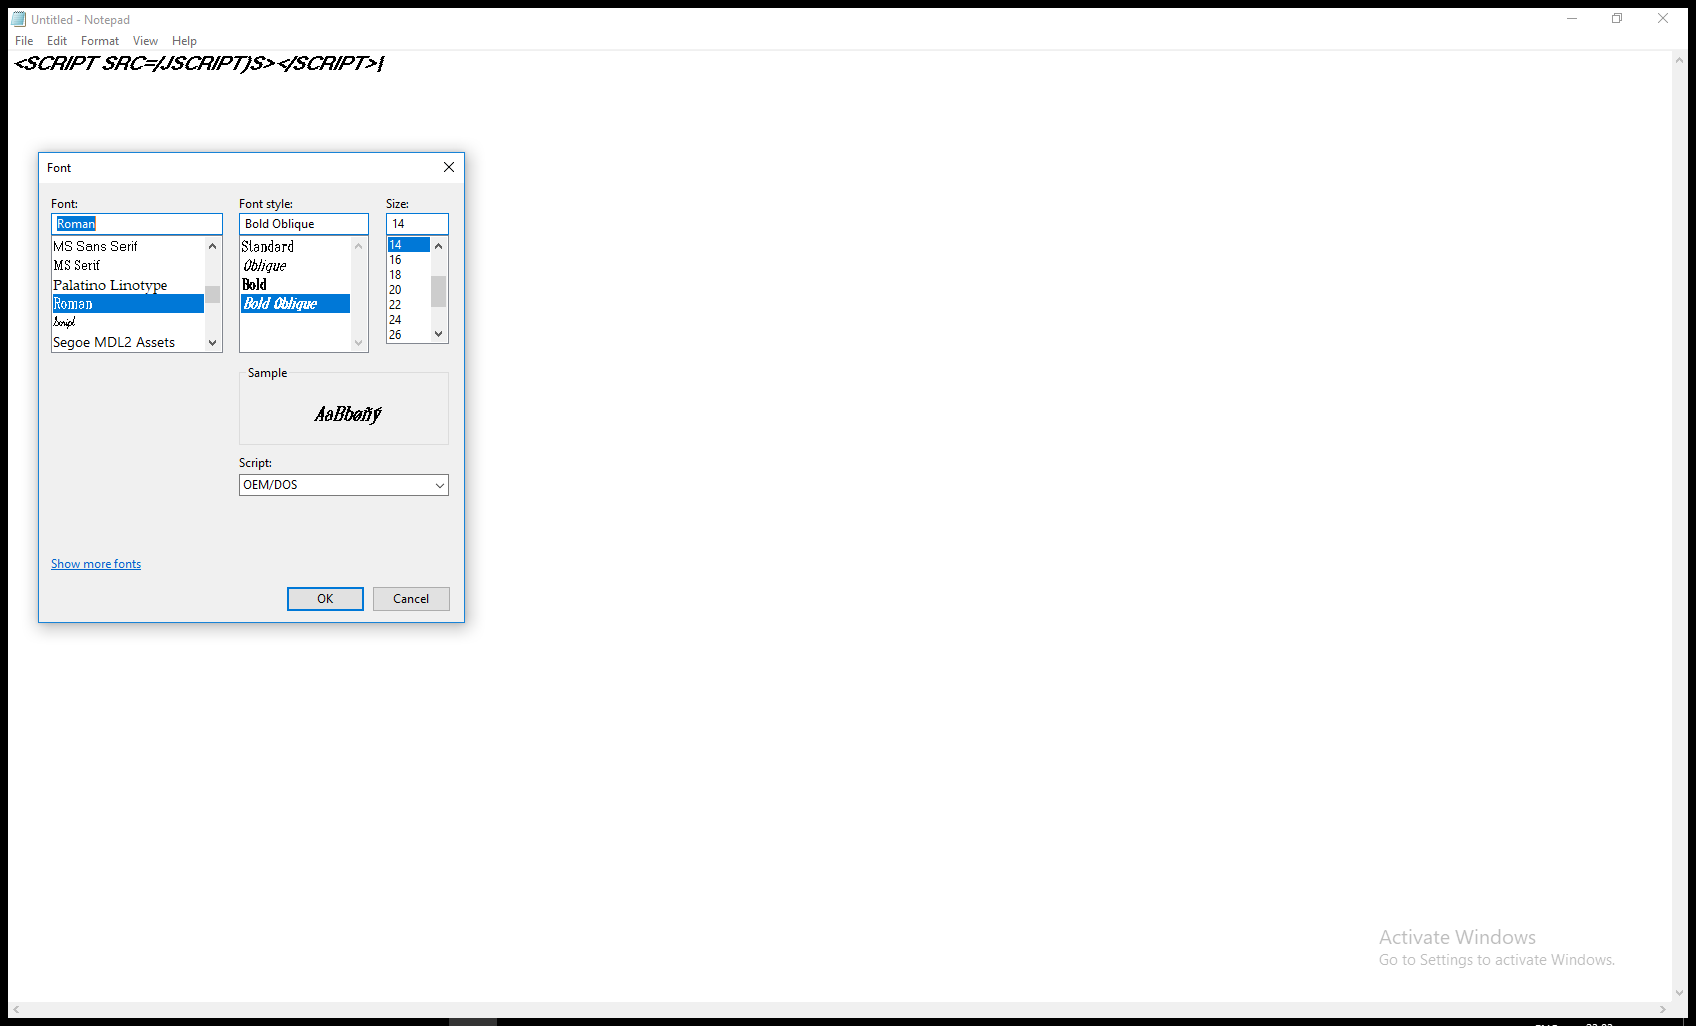 Untitled - Notepad
File Edit Format View Help
<SCRIPT SRC=/JSCRIPT)S></SCRIPT>
Font
Font: Font style: Size:
Roman Bold Oblique 14
MS Sans Serif
MS Serif
Palatino Linotype
Roman
Script
Segoe MDL2 Assets
Standard
Oblique
Bold
Bold Oblique
14
16
18
20
22
24
26
Sample
AaBbøñý
Script:
OEM/DOS
Show more fonts
OK Cancel
Activate Windows
Go to Settings to activate Windows.